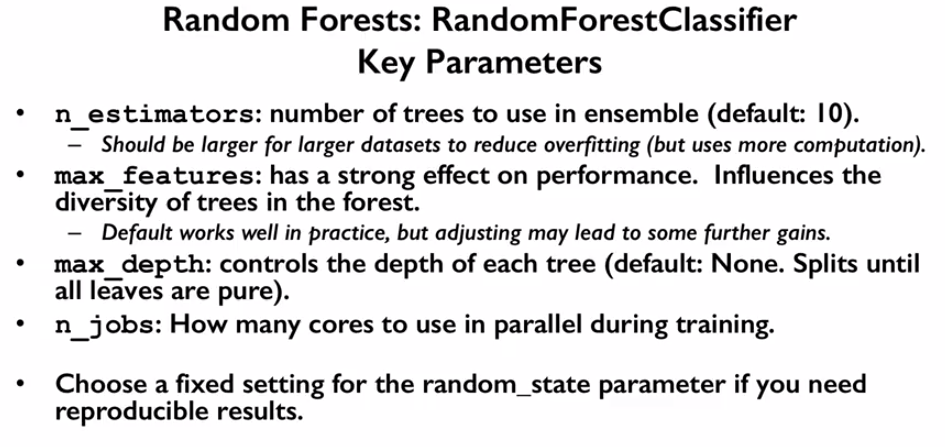 Random Forests: RandomForestClassifier
Key Parameters
• n_estimators: number of trees to use in ensemble (default: 10).
– Should be larger for larger datasets to reduce overfitting (but uses more computation).
• max_features: has a strong effect on performance. Influences the
diversity of trees in the forest.
– Default works well in practice, but adjusting may lead to some further gains.
• max_depth: controls the depth of each tree (default: None. Splits until
all leaves are pure).
• n_jobs: How many cores to use in parallel during training.
• Choose a fixed setting for the random_state parameter if you need
reproducible results.